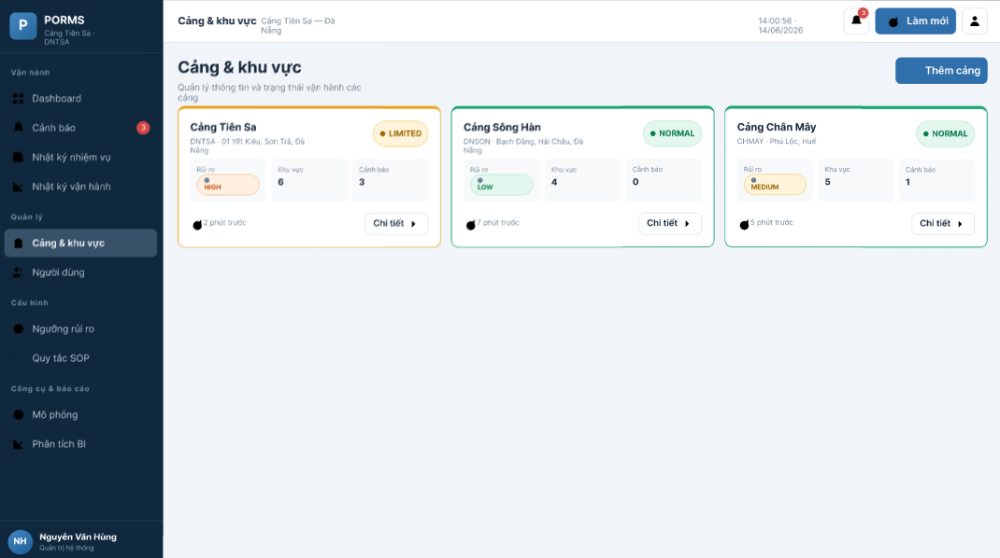 P
PORMS
Cảng Tiên Sa -
DNTSA
Vận hành
Dashboard
Cảnh báo
3
Nhật ký nhiệm vụ
Nhật ký vận hành
Quản lý
Cảng & khu vực
Người dùng
Cấu hình
Ngưỡng rủi ro
Quy tắc SOP
Công cụ & báo cáo
Mô phỏng
Phân tích BI
NH
Nguyễn Văn Hùng
Quản trị hệ thống
Cảng & khu vực
Cảng Tiên Sa — Đà
Nẵng
14:00:56 ·
14/06/2026
3
Làm mới
Cảng & khu vực
Quản lý thông tin và trạng thái vận hành các
cảng
Thêm cảng
Cảng Tiên Sa
DNTSA · 01 Yết Kiêu, Sơn Trà, Đà
Nẵng
LIMITED
Rủi ro
HIGH
Khu vực
6
Cảnh báo
3
2 phút trước
Chi tiết
Cảng Sông Hàn
DNSON · Bạch Đằng, Hải Châu, Đà
Nẵng
NORMAL
Rủi ro
LOW
Khu vực
4
Cảnh báo
0
7 phút trước
Chi tiết
Cảng Chân Mây
CHMAY · Phú Lộc, Huế
NORMAL
Rủi ro
MEDIUM
Khu vực
5
Cảnh báo
1
5 phút trước
Chi tiết